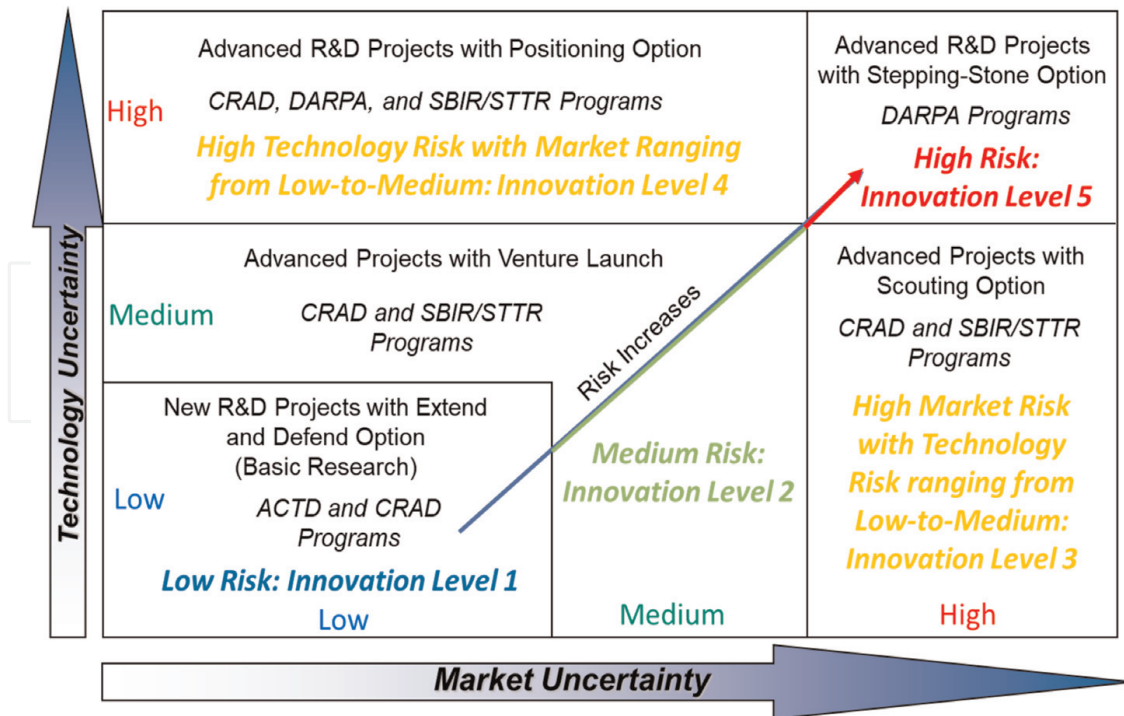 Advanced R&D Projects with Positioning Option
CRAD, DARPA, and SBIR/STTR Programs
High
High Technology Risk with Market Ranging
from Low-to-Medium: Innovation Level 4
Advanced R&D Projects
with Stepping-Stone Option
DARPA Programs
High Risk:
Innovation Level 5
Technology Uncertainty
Advanced Projects with Venture Launch
Medium
CRAD and SBIR/STTR
Programs
Risk Increases
Medium Risk:
Innovation Level 2
Medium
New R&D Projects with Extend
and Defend Option
(Basic Research)
Low
ACTD and CRAD
Programs
Low Risk: Innovation Level 1
Low
Advanced Projects with
Scouting Option
CRAD and SBIR/STTR
Programs
High Market Risk
with Technology
Risk ranging from
Low-to-Medium:
Innovation Level 3
High
Market Uncertainty